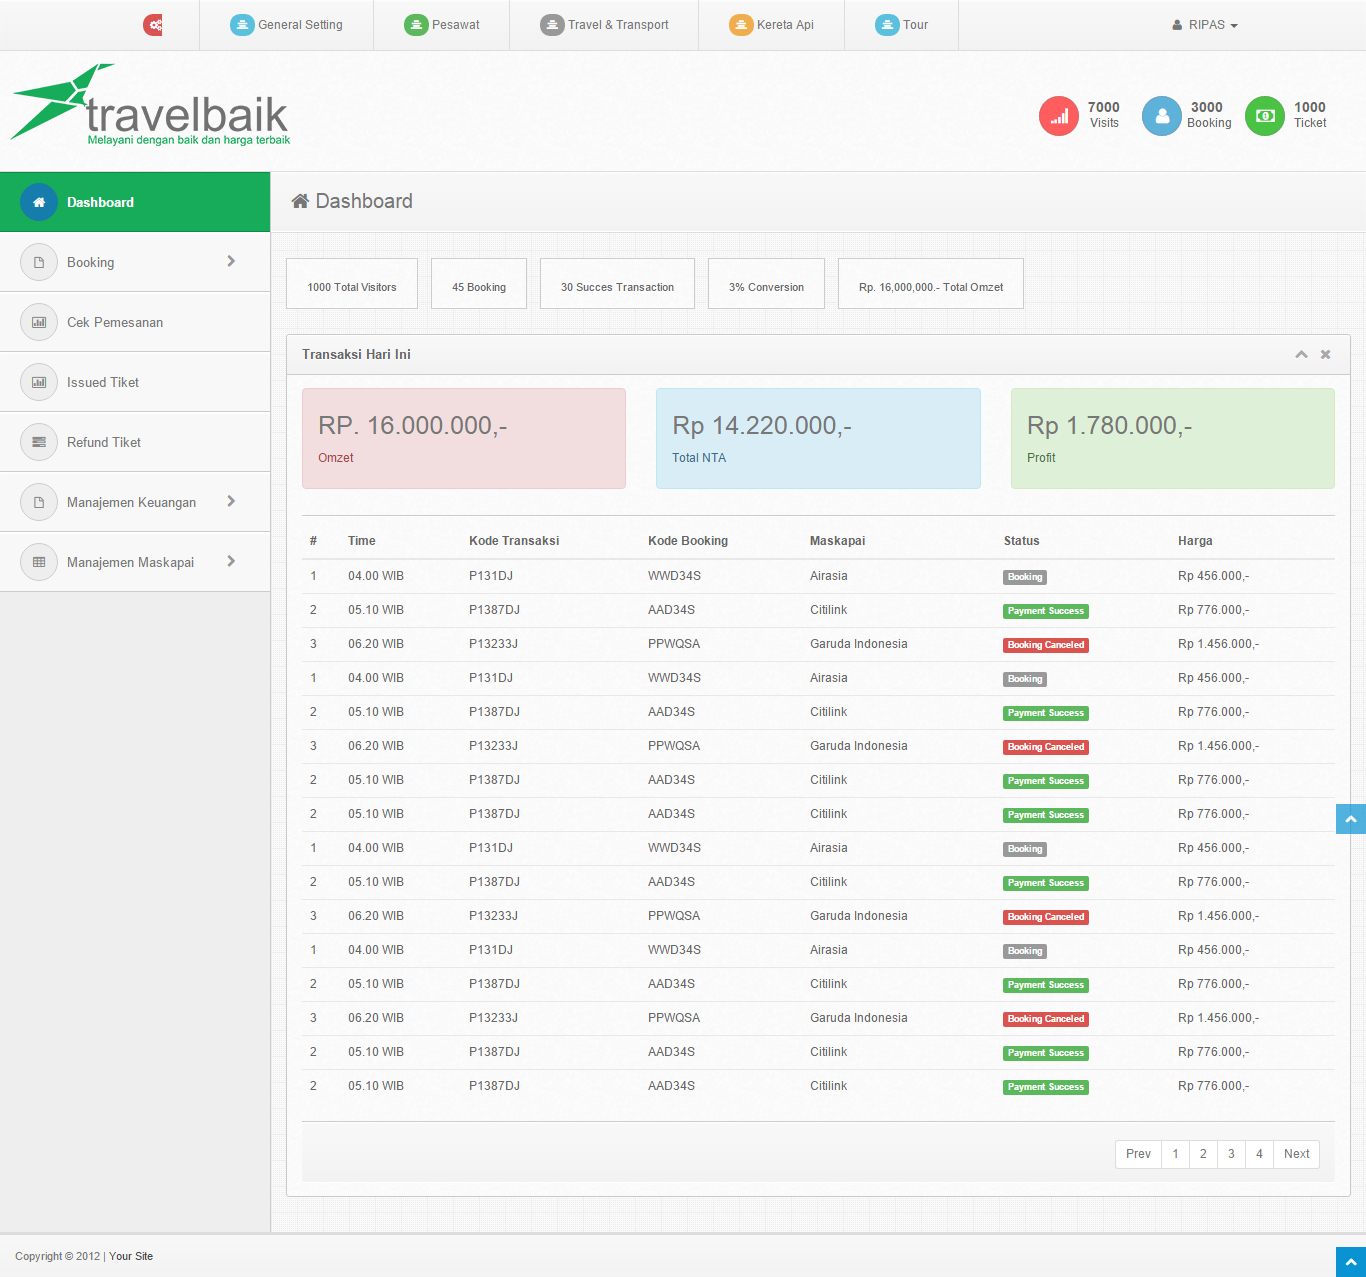 General Setting Pesawat Travel & Transport Kereta Api Tour RIPAS
travelbaik
Melayani dengan baik dan harga terbaik
7000 Visits
3000 Booking
1000 Ticket
Dashboard
Booking
Cek Pemesanan
Issued Tiket
Refund Tiket
Manajemen Keuangan
Manajemen Maskapai
Dashboard
1000 Total Visitors
45 Booking
30 Succes Transaction
3% Conversion
Rp. 16,000,000.- Total Omzet
Transaksi Hari Ini
RP. 16.000.000,-
Omzet
Rp 14.220.000,-
Total NTA
Rp 1.780.000,-
Profit
# Time Kode Transaksi Kode Booking Maskapai Status Harga
1 04.00 WIB P131DJ WWD34S Airasia Booking Rp 456.000,-
2 05.10 WIB P1387DJ AAD34S Citilink Payment Success Rp 776.000,-
3 06.20 WIB P13233J PPWQSA Garuda Indonesia Booking Canceled Rp 1.456.000,-
1 04.00 WIB P131DJ WWD34S Airasia Booking Rp 456.000,-
2 05.10 WIB P1387DJ AAD34S Citilink Payment Success Rp 776.000,-
3 06.20 WIB P13233J PPWQSA Garuda Indonesia Booking Canceled Rp 1.456.000,-
2 05.10 WIB P1387DJ AAD34S Citilink Payment Success Rp 776.000,-
2 05.10 WIB P1387DJ AAD34S Citilink Payment Success Rp 776.000,-
1 04.00 WIB P131DJ WWD34S Airasia Booking Rp 456.000,-
2 05.10 WIB P1387DJ AAD34S Citilink Payment Success Rp 776.000,-
3 06.20 WIB P13233J PPWQSA Garuda Indonesia Booking Canceled Rp 1.456.000,-
1 04.00 WIB P131DJ WWD34S Airasia Booking Rp 456.000,-
2 05.10 WIB P1387DJ AAD34S Citilink Payment Success Rp 776.000,-
3 06.20 WIB P13233J PPWQSA Garuda Indonesia Booking Canceled Rp 1.456.000,-
2 05.10 WIB P1387DJ AAD34S Citilink Payment Success Rp 776.000,-
2 05.10 WIB P1387DJ AAD34S Citilink Payment Success Rp 776.000,-
Prev 1 2 3 4 Next
Copyright © 2012 | Your Site